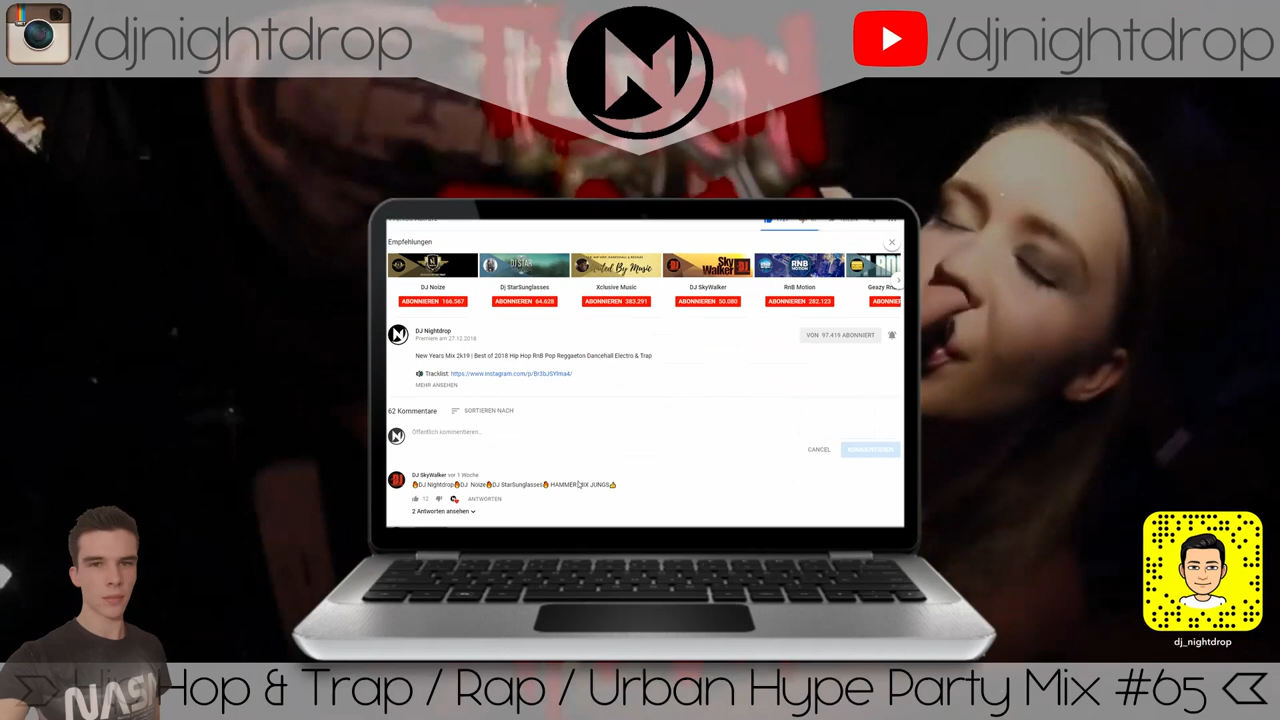 /djnightdrop
/djnightdrop
Empfehlungen
DJ Noize
Dj StarSunglasses
Xclusive Music
DJ SkyWalker
RnB Motion
ABONNIEREN 166.567
ABONNIEREN 64.628
ABONNIEREN 383.291
ABONNIEREN 50.080
ABONNIEREN 282.123
DJ Nightdrop
Premiere am 27.12.2018
VON 97.419 ABONNIERT
New Years Mix 2k19 | Best of 2018 Hip Hop RnB Pop Reggaeton Dancehall Electro & Trap
Tracklist: https://www.instagram.com/p/Br3bJSYlma4/
MEHR ANSEHEN
62 Kommentare
SORTIEREN NACH
Öffentlich kommentieren...
CANCEL
KOMMENTIEREN
DJ SkyWalker vor 1 Woche
🔥DJ Nightdrop🔥DJ Noize🔥DJ StarSunglasses🔥 HAMMER MIX JUNGS👍
12
ANTWORTEN
2 Antworten ansehen
dj_nightdrop
NASA
Hop & Trap / Rap / Urban Hype Party Mix #65